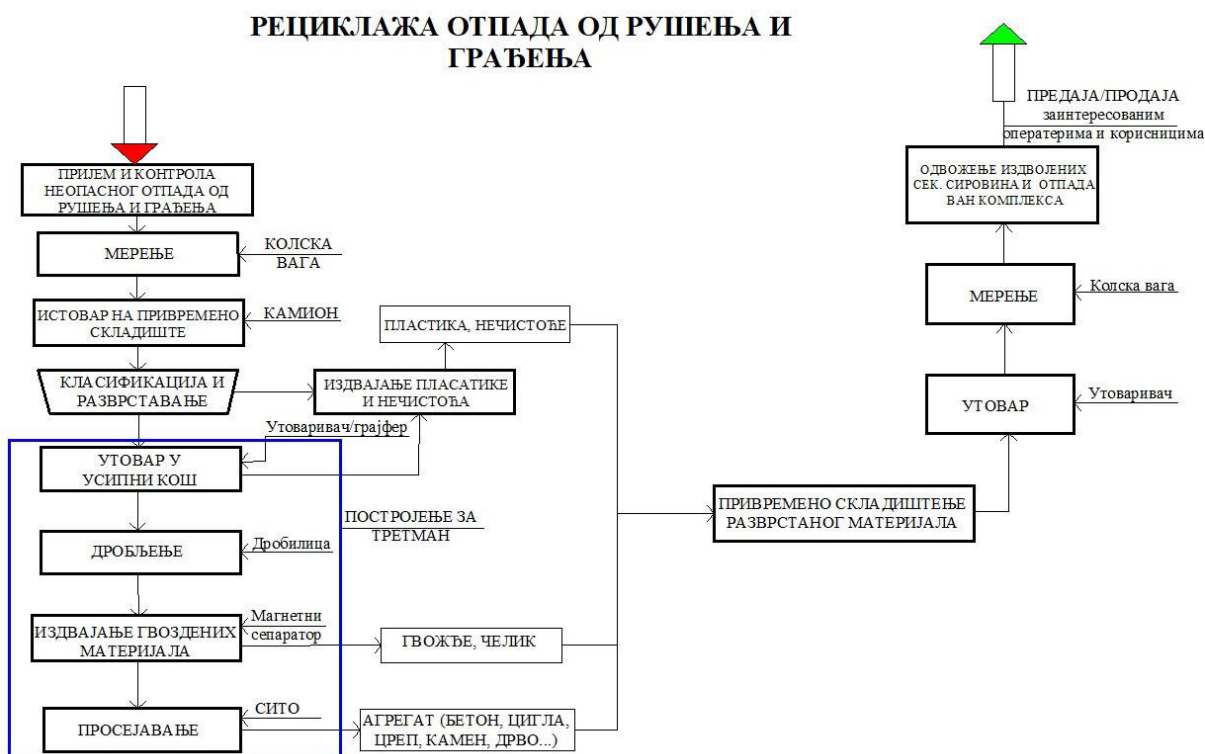 РЕЦИКЛАЖА ОТПАДА ОД РУШЕЊА И
ГРАЂЕЊА
ПРИЈЕМ И КОНТРОЛА
НЕОПАСНОГ ОТПАДА ОД
РУШЕЊА И ГРАЂЕЊА
МЕРЕЊЕ
КОЛСКА
ВАГА
ИСТОВАР НА ПРИВРЕМЕНО
СКЛАДИШТЕ
КАМИОН
КЛАСИФИКАЦИЈА И
РАЗВРСТАВАЊЕ
ИЗДВАЈАЊЕ ПЛАСАТИКЕ
И НЕЧИСТОЋА
ПЛАСТИКА, НЕЧИСТОЋЕ
Утоваривач/грајфер
УТОВАР У
УСИПНИ КОШ
ПОСТРОЈЕЊЕ ЗА
ТРЕТМАН
ДРОБЉЕЊЕ
Дробилица
ИЗДВАЈАЊЕ ГВОЗДЕНИХ
МАТЕРИЈАЛА
Магнетни
сепаратор
ГВОЖЂЕ, ЧЕЛИК
ПРОСЕЈАВАЊЕ
СИТО
АГРЕГАТ (БЕТОН, ЦИГЛА,
ЦРЕП, КАМЕН, ДРВО...)
ПРИВРЕМЕНО СКЛАДИШТЕЊЕ
РАЗВРСТАНОГ МАТЕРИЈАЛА
УТОВАР
Утоваривач
МЕРЕЊЕ
Колска вага
ОДВОЖЕЊЕ ИЗДВОЈЕНИХ
СЕК. СИРОВИНА И ОТПАДА
ВАН КОМПЛЕКСА
ПРЕДАЈА/ПРОДАЈА
заинтересованим
оператерима и корисницима